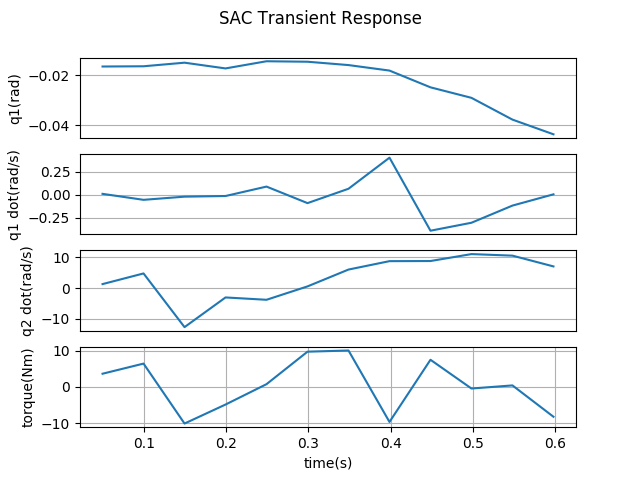 SAC Transient Response
−0.02
−0.04
q1(rad)
0.25
0.00
−0.25
q1 dot(rad/s)
10
0
−10
q2 dot(rad/s)
10
0
−10
torque(Nm)
0.1 0.2 0.3 0.4 0.5 0.6
time(s)